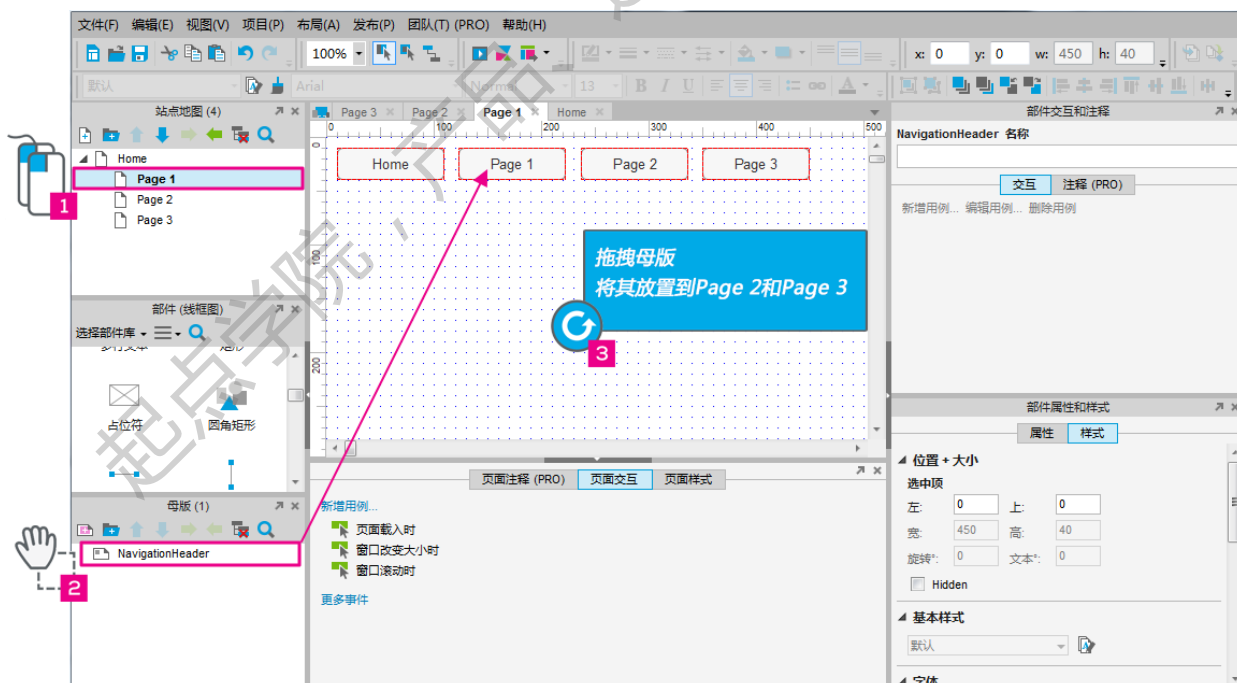 文件(F) 编辑(E) 视图(V) 项目(P) 布局(A) 发布(P) 团队(T) (PRO) 帮助(H)
100% x: 0 y: 0 w: 450 h: 40
默认 Arial Normal 13 B I U A
站点地图 (4)
Home
Page 1
Page 2
Page 3
1
部件 (线框图)
选择部件库
多行文本 矩形
占位符 圆角矩形
母版 (1)
NavigationHeader
2
Page 3 Page 2 Page 1 Home
0 100 200 300 400 500
0
100
200
Home Page 1 Page 2 Page 3
拖拽母版
将其放置到Page 2和Page 3
3
页面注释 (PRO) 页面交互 页面样式
新增用例...
页面载入时
窗口改变大小时
窗口滚动时
更多事件
部件交互和注释
NavigationHeader 名称
交互 注释 (PRO)
新增用例... 编辑用例... 删除用例
部件属性和样式
属性 样式
位置 + 大小
选中项
左: 0 上: 0
宽: 450 高: 40
旋转°: 0 文本°: 0
Hidden
基本样式
默认
字体
起点学院,产品